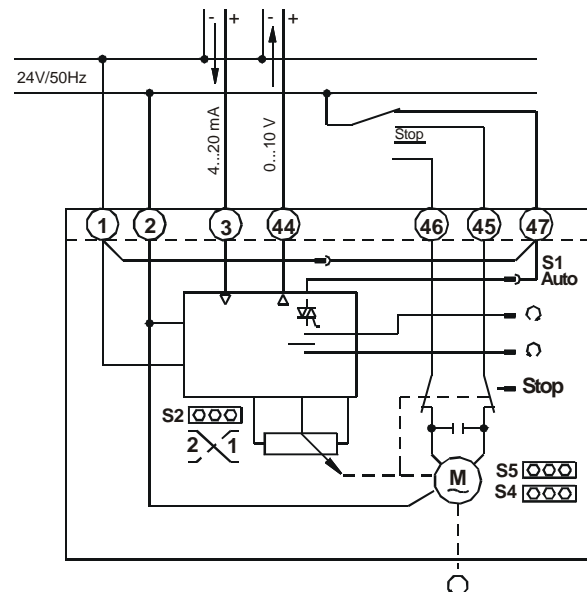 - + - +
24V/50Hz
4...20 mA
0...10 V
Stop
1 2 3 44 46 45 47
S1
Auto
Stop
S2
2 1
M
S5
S4